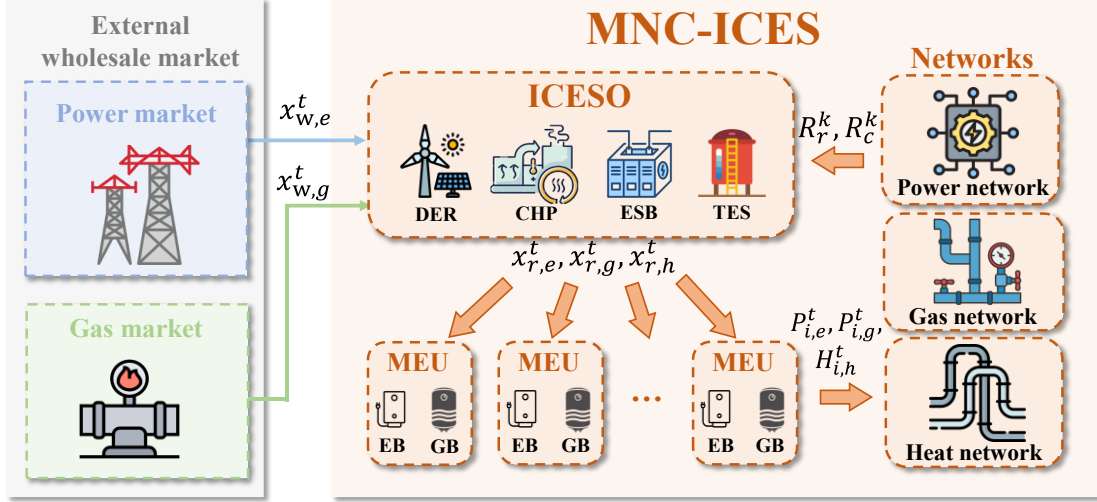 External
wholesale market
Power market
Gas market
x^t_{w,e}
x^t_{w,g}
MNC-ICES
ICESO
DER
CHP
ESB
TES
x^t_{r,e}, x^t_{r,g}, x^t_{r,h}
MEU
EB GB
MEU
EB GB
...
MEU
EB GB
R^k_r, R^k_c
P^t_{i,e}, P^t_{i,g},
H^t_{i,h}
Networks
Power network
Gas network
Heat network